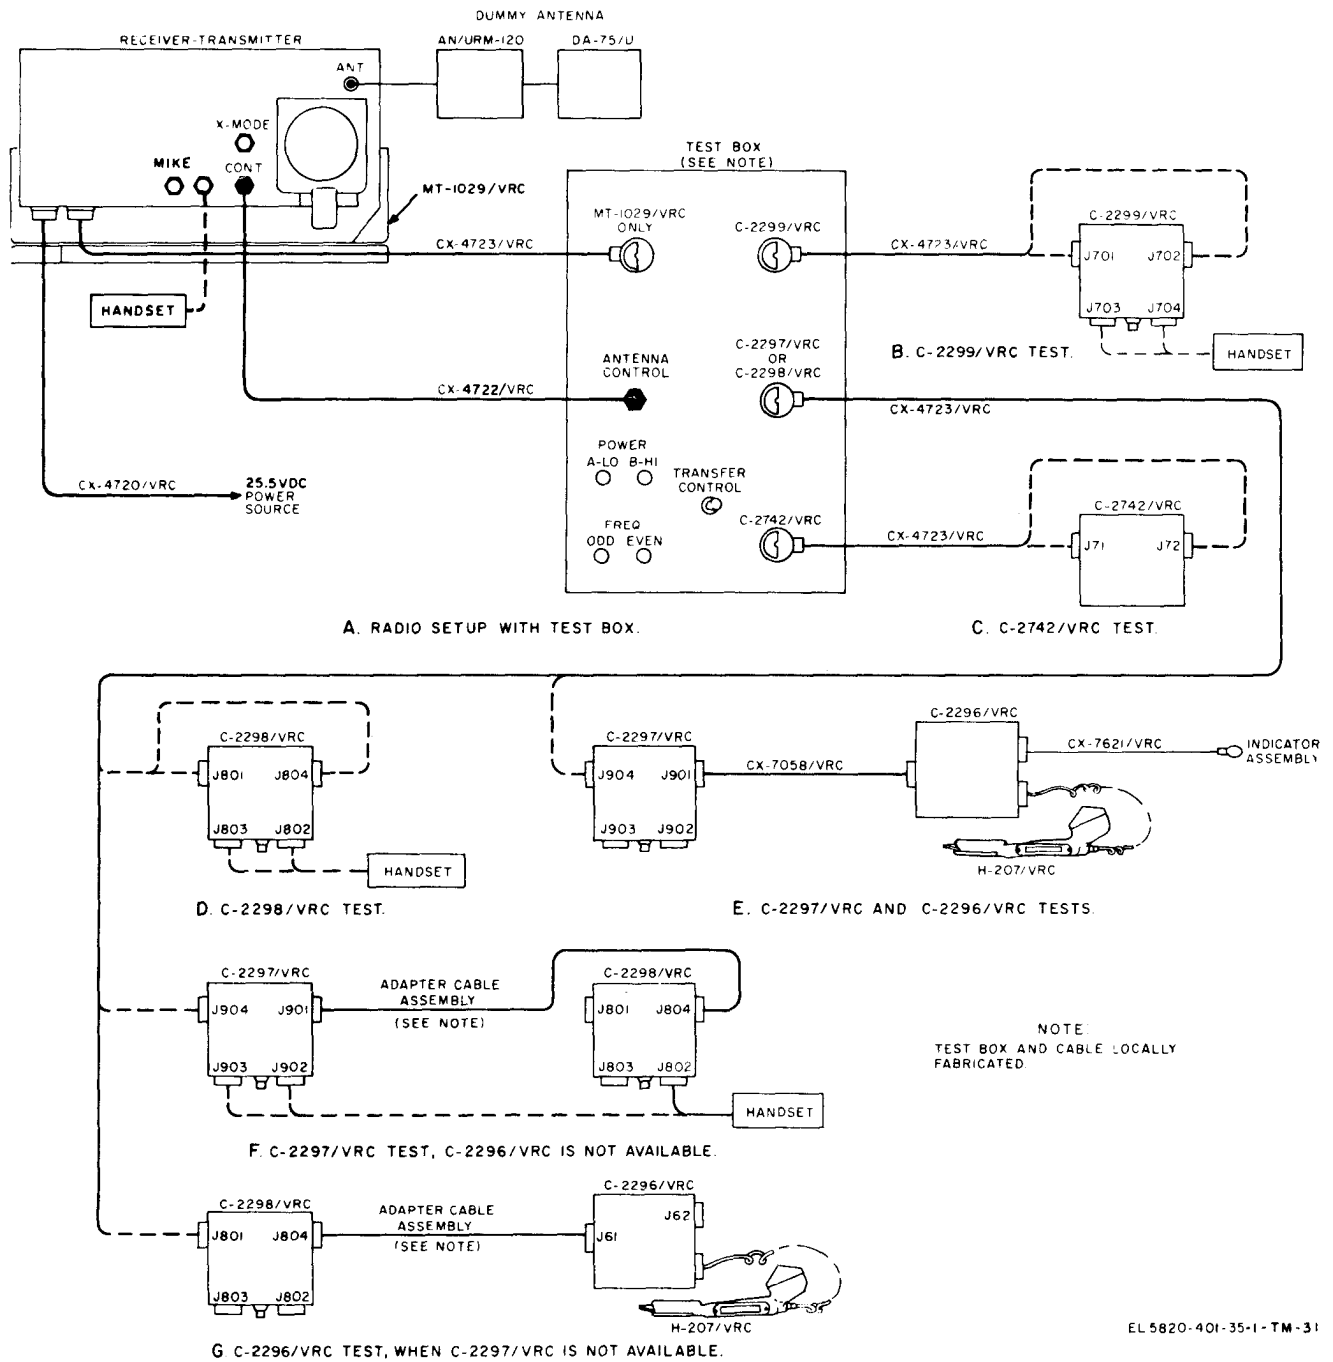 DUMMY ANTENNA
RECEIVER-TRANSMITTER
AN/URM-120
DA-75/U
ANT
X-MODE
MIKE
CONT
MT-1029/VRC
TEST BOX
(SEE NOTE)
MT-1029/VRC
ONLY
C-2299/VRC
CX-4723/VRC
CX-4723/VRC
C-2299/VRC
J701
J702
J703
J704
HANDSET
HANDSET
B. C-2299/VRC TEST.
ANTENNA
CONTROL
C-2297/VRC
OR
C-2298/VRC
CX-4722/VRC
CX-4723/VRC
POWER
A-LO B-HI
TRANSFER
CONTROL
CX-4720/VRC
25.5VDC
POWER
SOURCE
FREQ
ODD EVEN
C-2742/VRC
CX-4723/VRC
C-2742/VRC
J71
J72
A. RADIO SETUP WITH TEST BOX.
C. C-2742/VRC TEST.
C-2298/VRC
J801
J804
J803
J802
HANDSET
D. C-2298/VRC TEST.
C-2297/VRC
J904
J901
J903
J902
CX-7058/VRC
C-2296/VRC
CX-7621/VRC
INDICATOR
ASSEMBLY
H-207/VRC
E. C-2297/VRC AND C-2296/VRC TESTS.
C-2297/VRC
J904
J901
J903
J902
ADAPTER CABLE
ASSEMBLY
(SEE NOTE)
C-2298/VRC
J801
J804
J803
J802
HANDSET
NOTE:
TEST BOX AND CABLE LOCALLY
FABRICATED.
F. C-2297/VRC TEST, C-2296/VRC IS NOT AVAILABLE.
C-2298/VRC
J801
J804
J803
J802
ADAPTER CABLE
ASSEMBLY
(SEE NOTE)
C-2296/VRC
J62
J61
H-207/VRC
G C-2296/VRC TEST, WHEN C-2297/VRC IS NOT AVAILABLE.
EL5820-401-35-1-TM-31